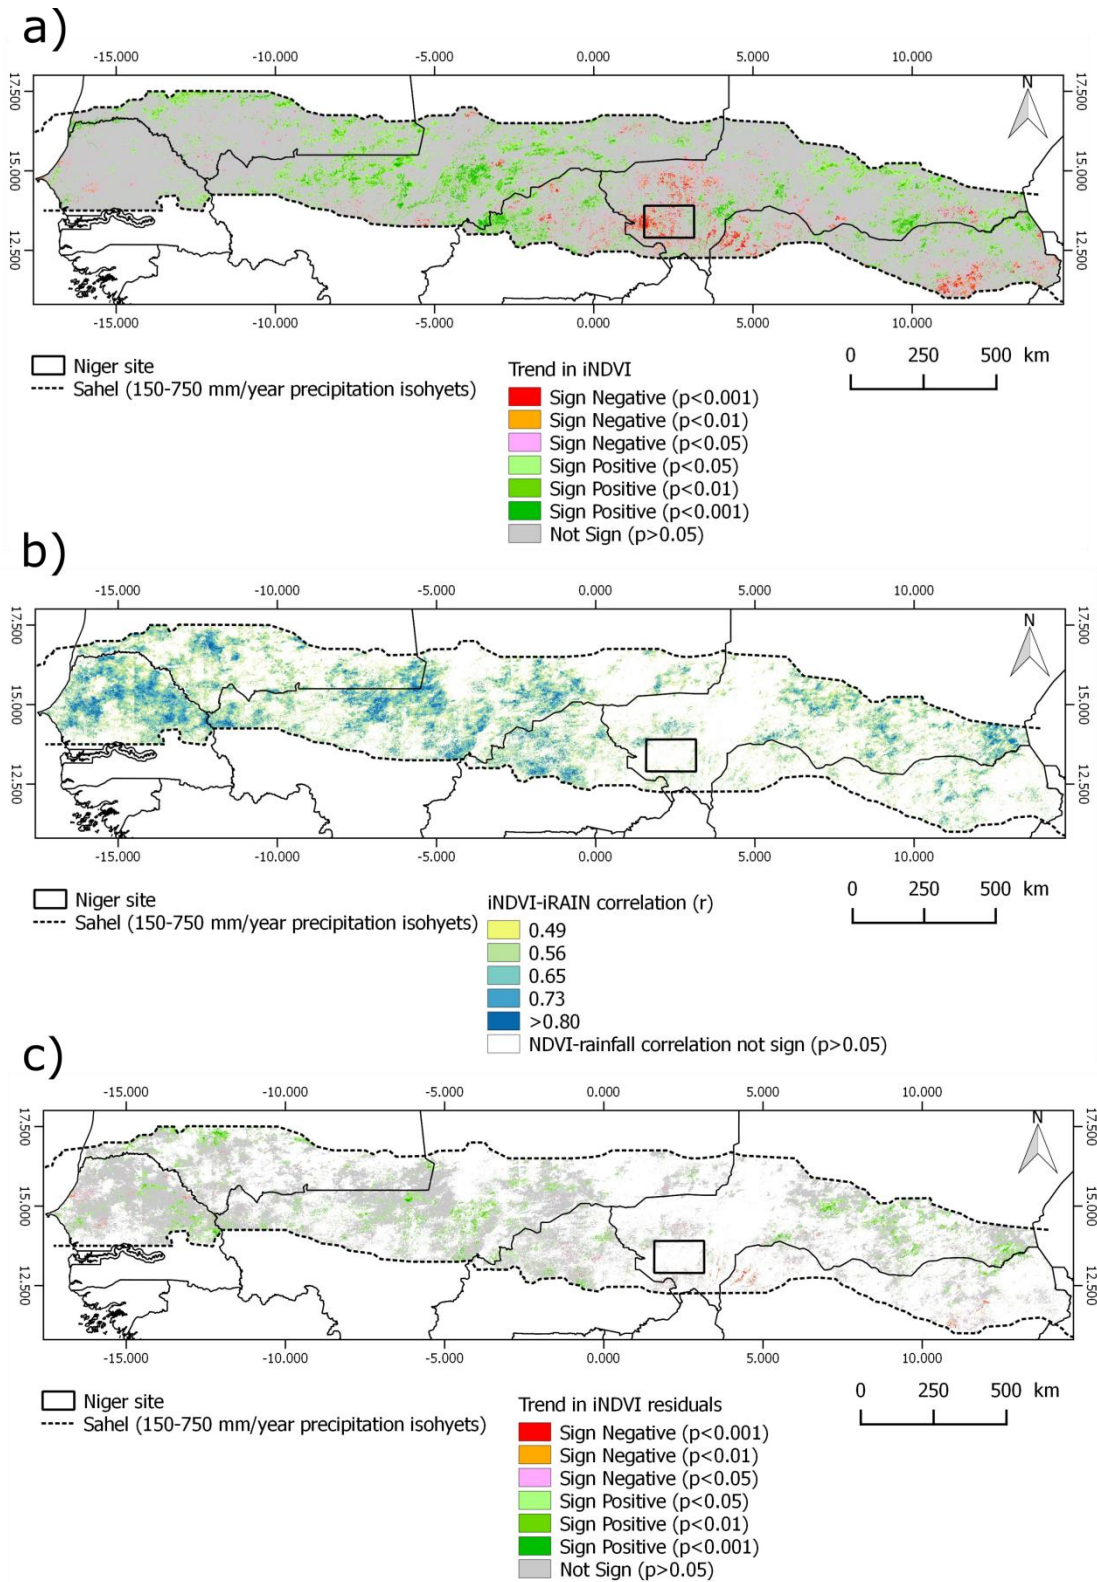 a)
-15.000 -10.000 -5.000 0.000 5.000 10.000
17.500 17.500
15.000 15.000
12.500 12.500
N
-15.000 -10.000 -5.000 0.000 5.000 10.000
Niger site
Sahel (150-750 mm/year precipitation isohyets)
0 250 500 km
Trend in iNDVI
Sign Negative (p<0.001)
Sign Negative (p<0.01)
Sign Negative (p<0.05)
Sign Positive (p<0.05)
Sign Positive (p<0.01)
Sign Positive (p<0.001)
Not Sign (p>0.05)
b)
-15.000 -10.000 -5.000 0.000 5.000 10.000
17.500 17.500
15.000 15.000
12.500 12.500
N
-15.000 -10.000 -5.000 0.000 5.000 10.000
Niger site
Sahel (150-750 mm/year precipitation isohyets)
0 250 500 km
iNDVI-iRAIN correlation (r)
0.49
0.56
0.65
0.73
>0.80
NDVI-rainfall correlation not sign (p>0.05)
c)
-15.000 -10.000 -5.000 0.000 5.000 10.000
17.500 17.500
15.000 15.000
12.500 12.500
N
-15.000 -10.000 -5.000 0.000 5.000 10.000
Niger site
Sahel (150-750 mm/year precipitation isohyets)
0 250 500 km
Trend in iNDVI residuals
Sign Negative (p<0.001)
Sign Negative (p<0.01)
Sign Negative (p<0.05)
Sign Positive (p<0.05)
Sign Positive (p<0.01)
Sign Positive (p<0.001)
Not Sign (p>0.05)